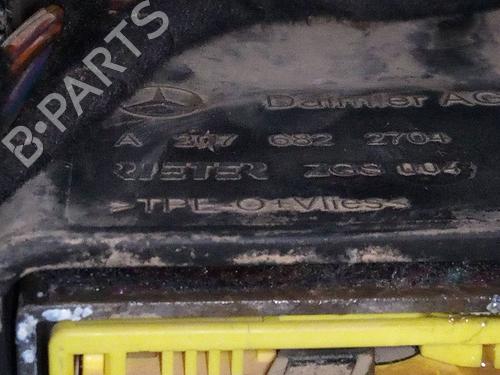 B-PARTS
Daimler AG
A 207 682 2704
RIETER ZGS 004
>TPE-O+Vlies<